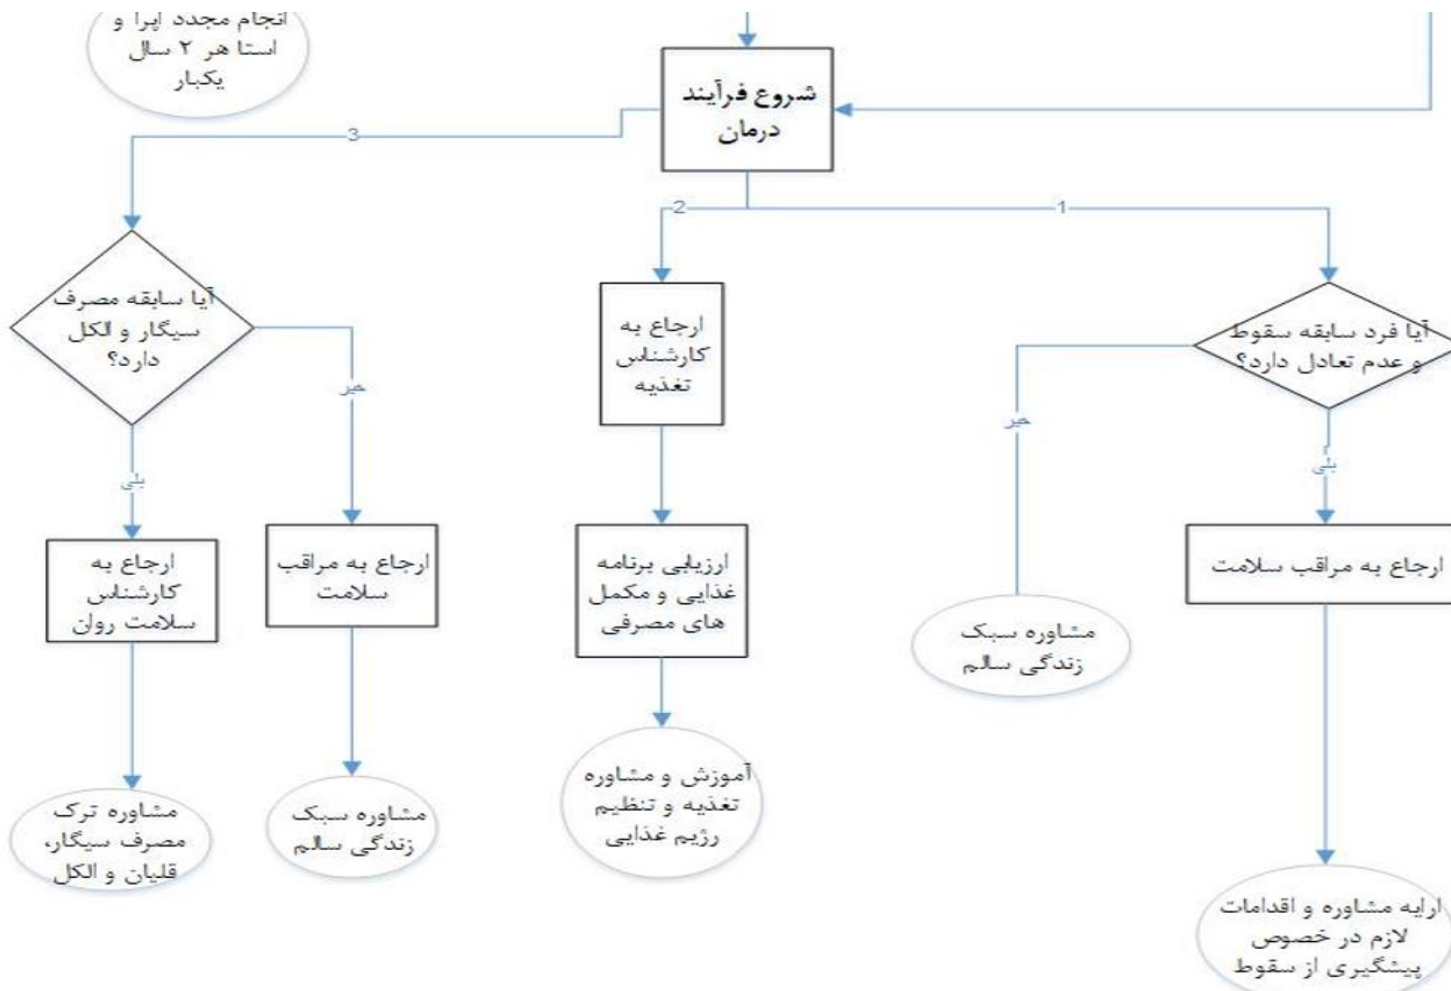 انجام مجدد اپرا و
استا هر ۲ سال
یکبار
شروع فرآیند
درمان
3
2
1
آیا سابقه مصرف
سیگار و الکل
دارد؟
خیر
بلی
ارجاع به
کارشناس
تغذیه
آیا فرد سابقه سقوط
و عدم تعادل دارد؟
خیر
بلی
ارجاع به
کارشناس
سلامت روان
ارجاع به مراقب
سلامت
ارزیابی برنامه
غذایی و مکمل
های مصرفی
ارجاع به مراقب سلامت
مشاوره سبک
زندگی سالم
مشاوره ترک
مصرف سیگار،
قلیان و الکل
مشاوره سبک
زندگی سالم
آموزش و مشاوره
تغذیه و تنظیم
رژیم غذایی
ارایه مشاوره و اقدامات
لازم در خصوص
پیشگیری از سقوط